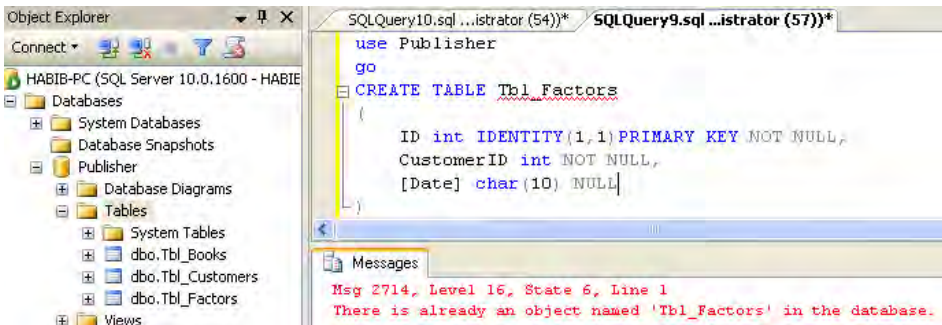 Object Explorer
Connect
HABIB-PC (SQL Server 10.0.1600 - HABIE
Databases
System Databases
Database Snapshots
Publisher
Database Diagrams
Tables
System Tables
dbo.Tbl_Books
dbo.Tbl_Customers
dbo.Tbl_Factors
Views
SQLQuery10.sql ...istrator (54))* SQLQuery9.sql ...istrator (57))*
use Publisher
go
CREATE TABLE Tbl_Factors
(
ID int IDENTITY(1,1)PRIMARY KEY NOT NULL,
CustomerID int NOT NULL,
[Date] char(10) NULL
)
Messages
Msg 2714, Level 16, State 6, Line 1
There is already an object named 'Tbl_Factors' in the database.